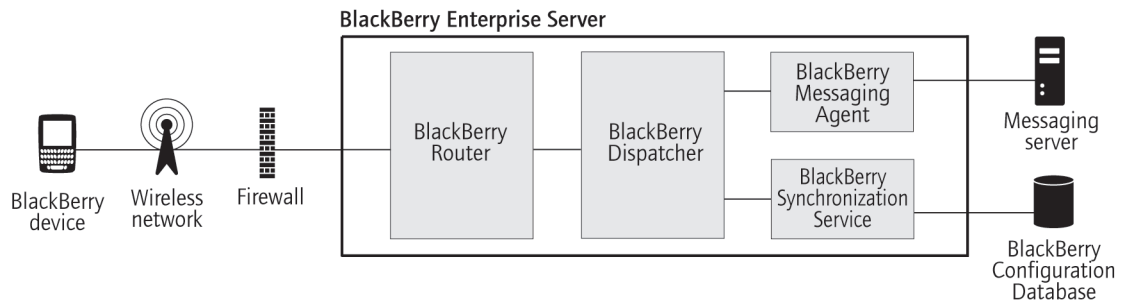 BlackBerry Enterprise Server
BlackBerry
device
Wireless
network
Firewall
BlackBerry
Router
BlackBerry
Dispatcher
BlackBerry
Messaging
Agent
BlackBerry
Synchronization
Service
Messaging
server
BlackBerry
Configuration
Database